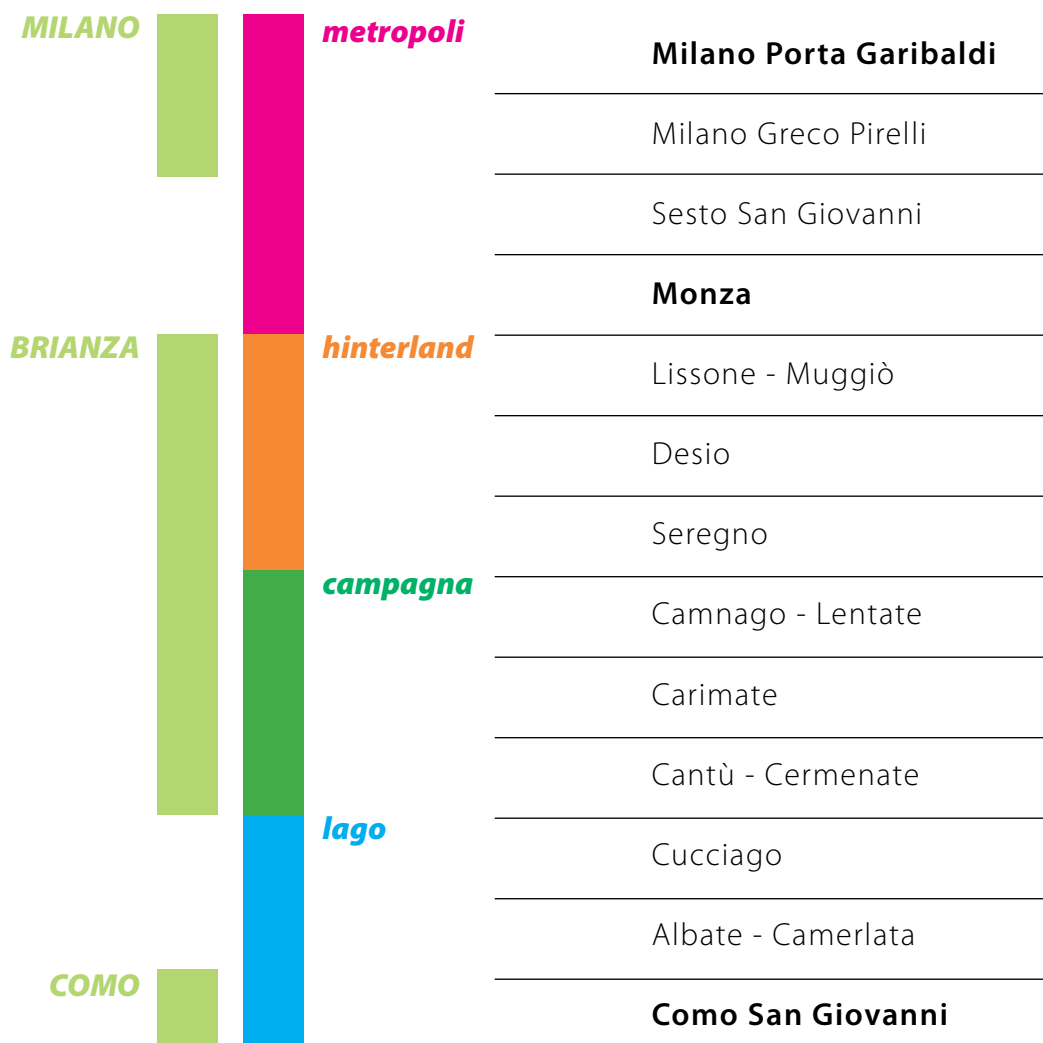 MILANO
metropoli
Milano Porta Garibaldi
Milano Greco Pirelli
Sesto San Giovanni
Monza
BRIANZA
hinterland
Lissone - Muggiò
Desio
Seregno
campagna
Camnago - Lentate
Carimate
Cantù - Cermenate
lago
Cucciago
Albate - Camerlata
COMO
Como San Giovanni